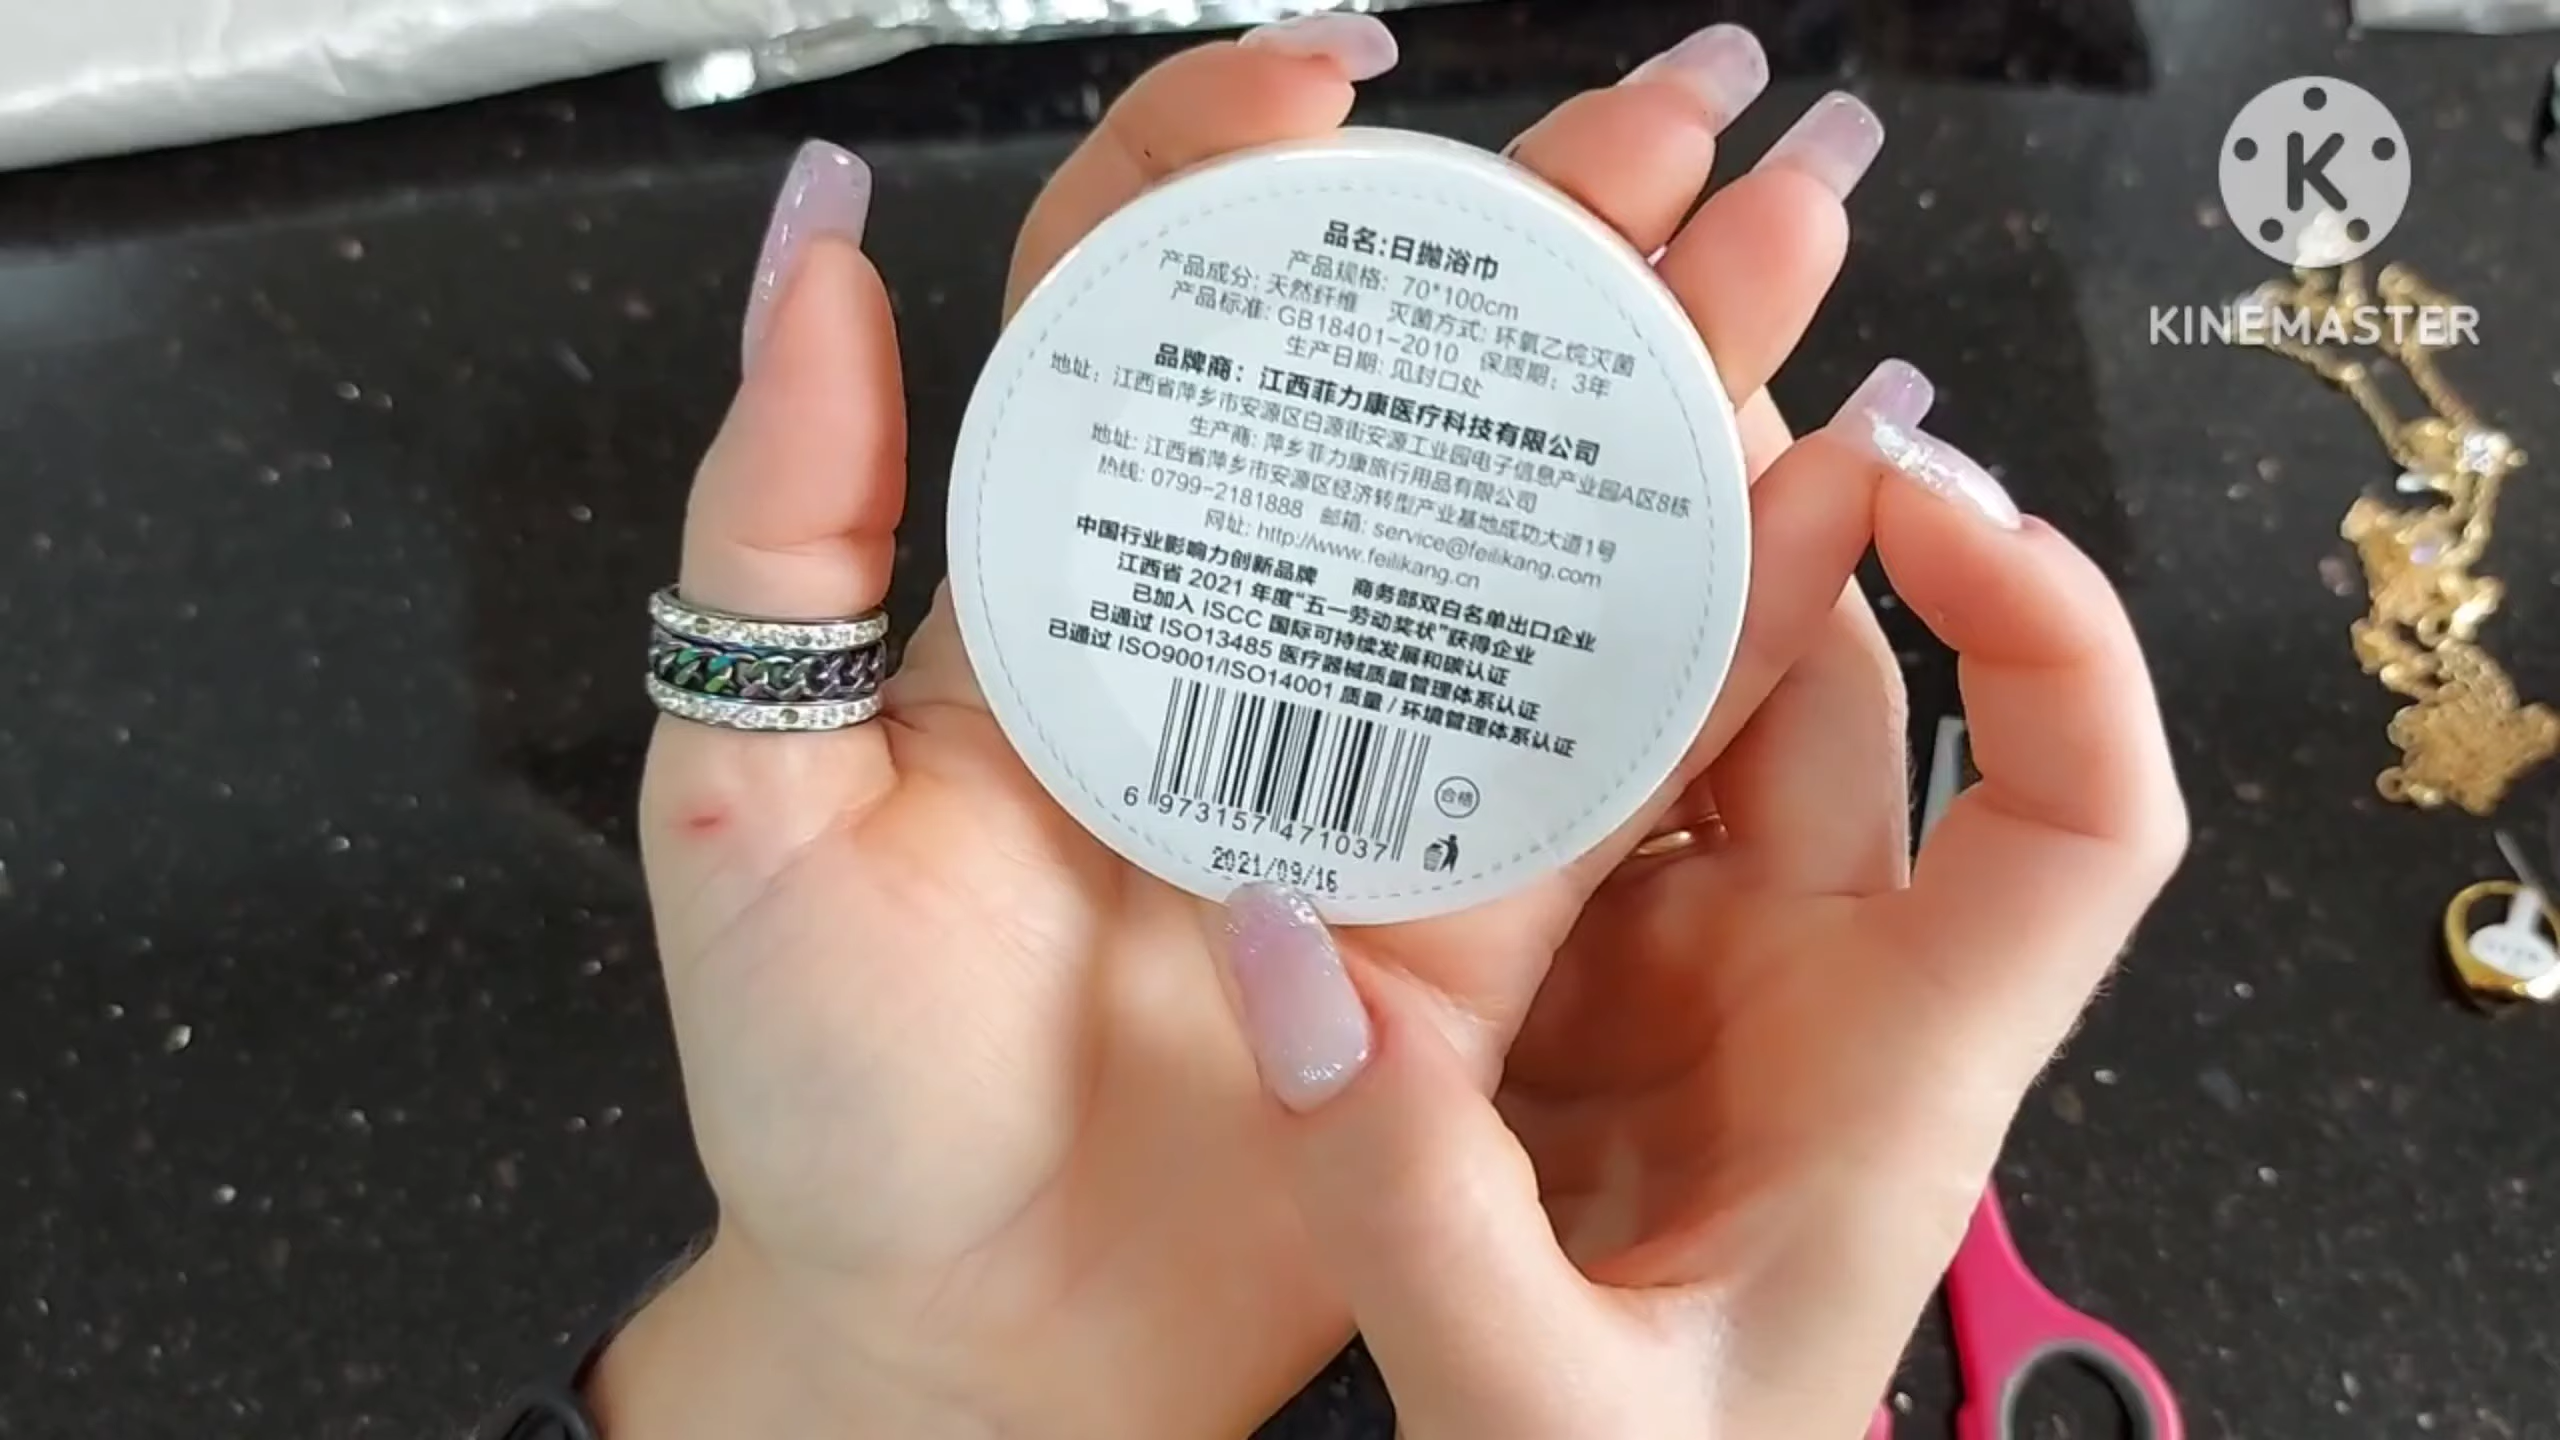 品名:日抛浴巾
产品规格: 70*100cm
产品成分: 天然纤维 灭菌方式: 环氧乙烷灭菌
产品标准: GB18401-2010 保质期: 3年
生产日期: 见封口处
品牌商: 江西菲力康医疗科技有限公司
地址: 江西省萍乡市安源区白源街安源工业园电子信息产业园A区8栋
生产商: 萍乡菲力康旅行用品有限公司
地址: 江西省萍乡市安源区经济转型产业基地成功大道1号
热线: 0799-2181888 邮箱: service@feilikang.com
网址: http://www.feilikang.cn
中国行业影响力创新品牌 商务部双白名单出口企业
江西省 2021 年度“五一劳动奖状”获得企业
已加入 ISCC 国际可持续发展和碳认证
已通过 ISO13485 医疗器械质量管理体系认证
已通过 ISO9001/ISO14001 质量 / 环境管理体系认证
6 973157 471037
合格
2021/09/16
K
KINEMASTER